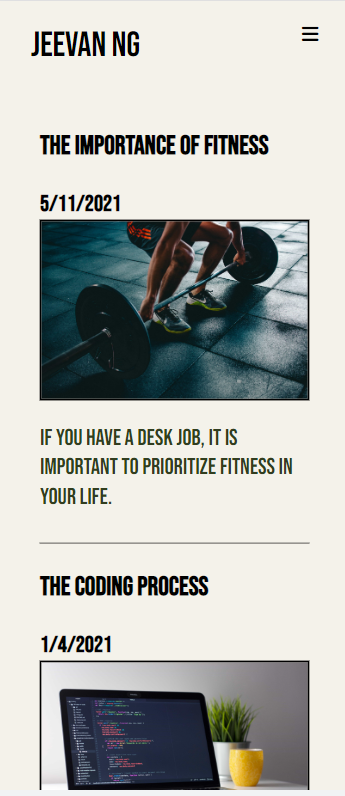 JEEVAN NG
THE IMPORTANCE OF FITNESS
5/11/2021
IF YOU HAVE A DESK JOB, IT IS
IMPORTANT TO PRIORITIZE FITNESS IN
YOUR LIFE.
THE CODING PROCESS
1/4/2021